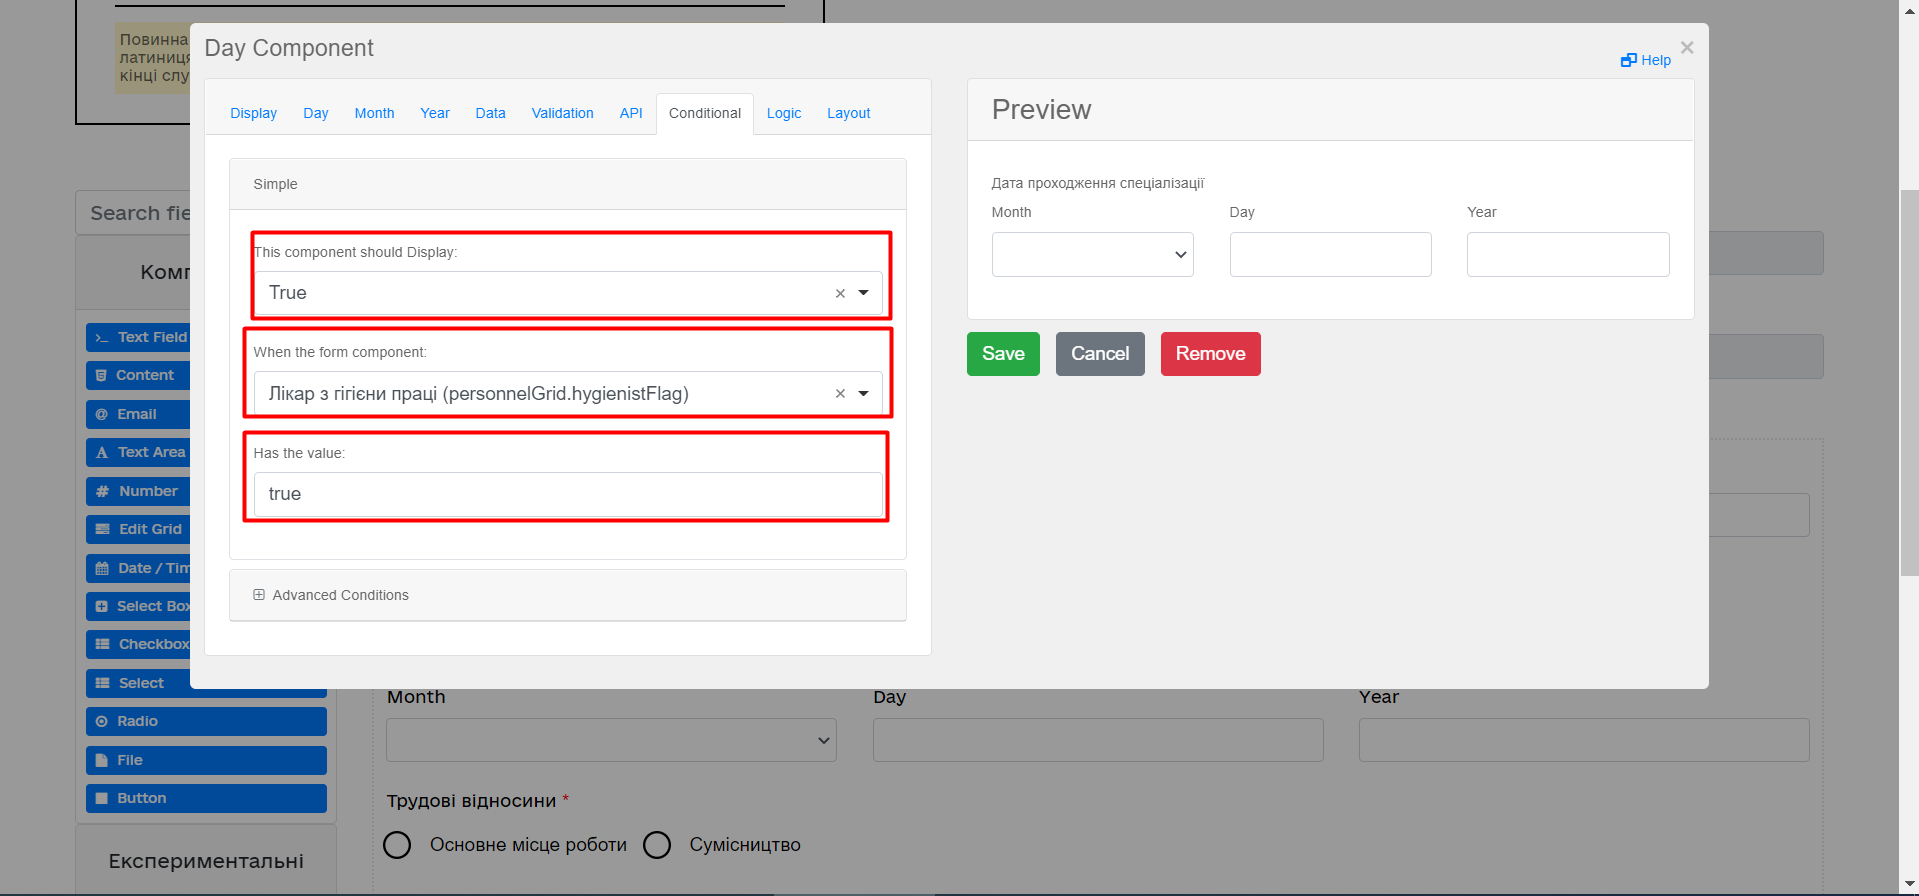 Повинна
латиниця
кінці слу
Day Component
Help
Display Day Month Year Data Validation API Conditional Logic Layout
Simple
This component should Display:
True
When the form component:
Лікар з гігієни праці (personnelGrid.hygienistFlag)
Has the value:
true
Advanced Conditions
Preview
Дата проходження спеціалізації
Month Day Year
Save Cancel Remove
Search fie
Комп
Text Field
Content
Email
Text Area
Number
Edit Grid
Date / Tim
Select Box
Checkbox
Select
Radio
File
Button
Експериментальні
Month Day Year
Трудові відносини *
Основне місце роботи Сумісництво